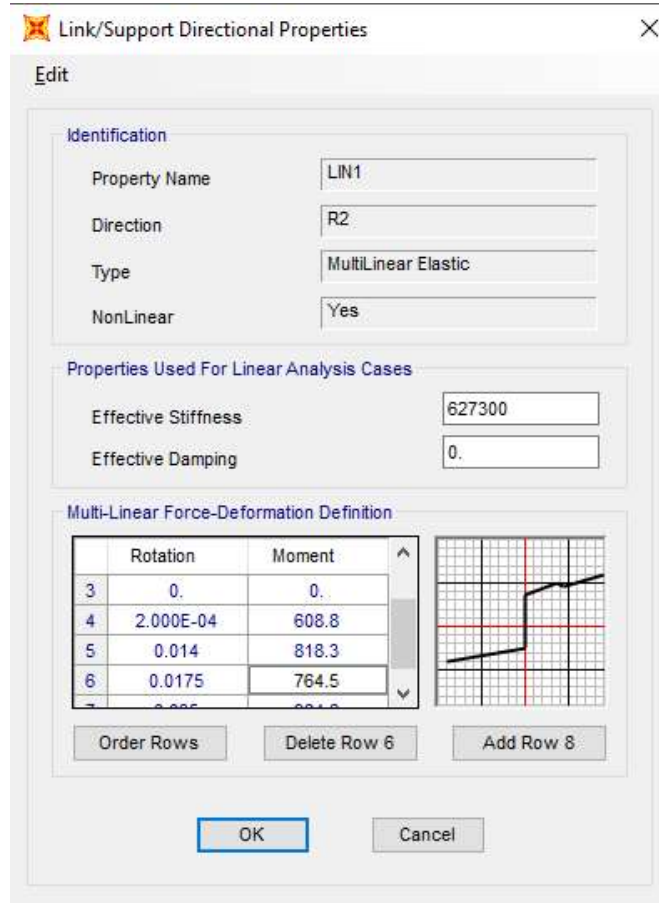 Link/Support Directional Properties
Edit
Identification
Property Name LIN1
Direction R2
Type MultiLinear Elastic
NonLinear Yes
Properties Used For Linear Analysis Cases
Effective Stiffness 627300
Effective Damping 0.
Multi-Linear Force-Deformation Definition
Rotation Moment
3 0. 0.
4 2.000E-04 608.8
5 0.014 818.3
6 0.0175 764.5
Order Rows Delete Row 6 Add Row 8
OK Cancel